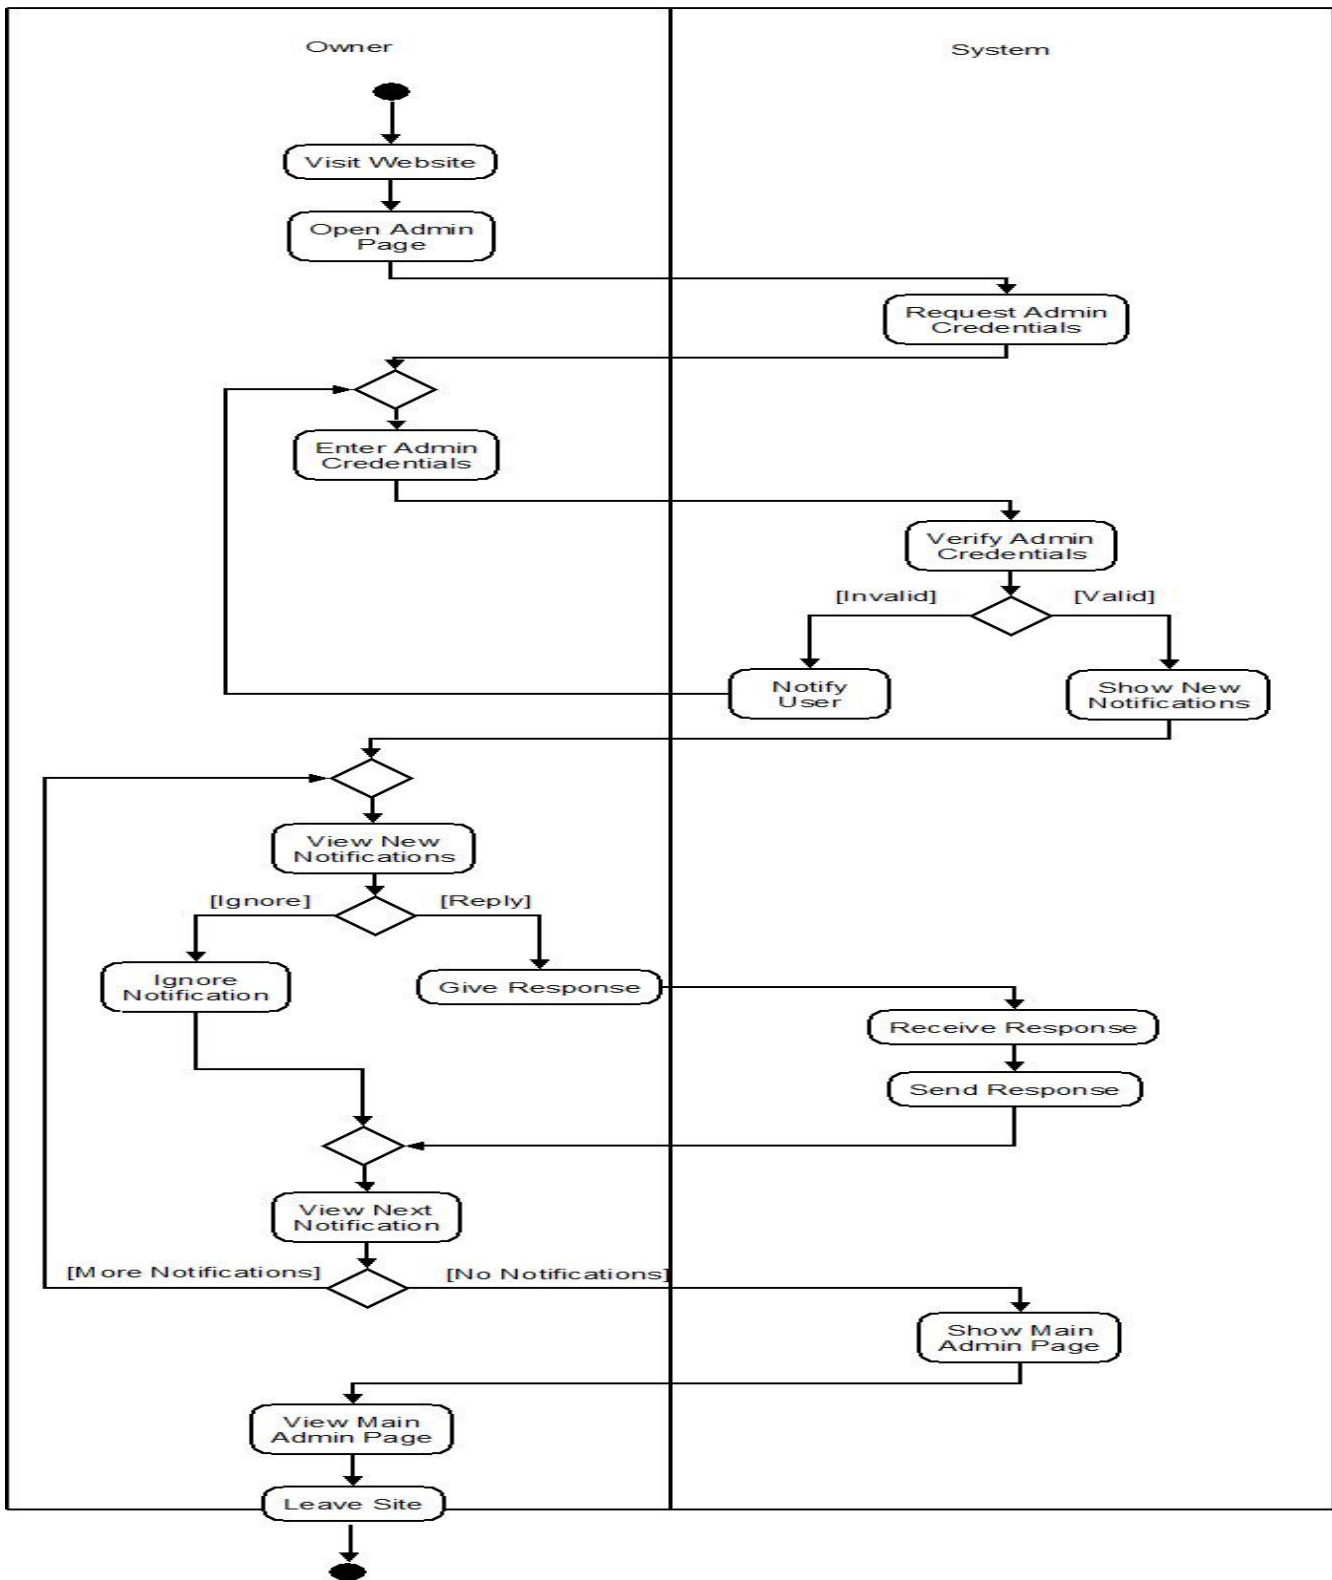 Owner
System
Visit Website
Open Admin
Page
Request Admin
Credentials
Enter Admin
Credentials
Verify Admin
Credentials
[Invalid]
[Valid]
Notify
User
Show New
Notifications
View New
Notifications
[Ignore]
[Reply]
Ignore
Notification
Give Response
Receive Response
Send Response
View Next
Notification
[More Notifications]
[No Notifications]
Show Main
Admin Page
View Main
Admin Page
Leave Site